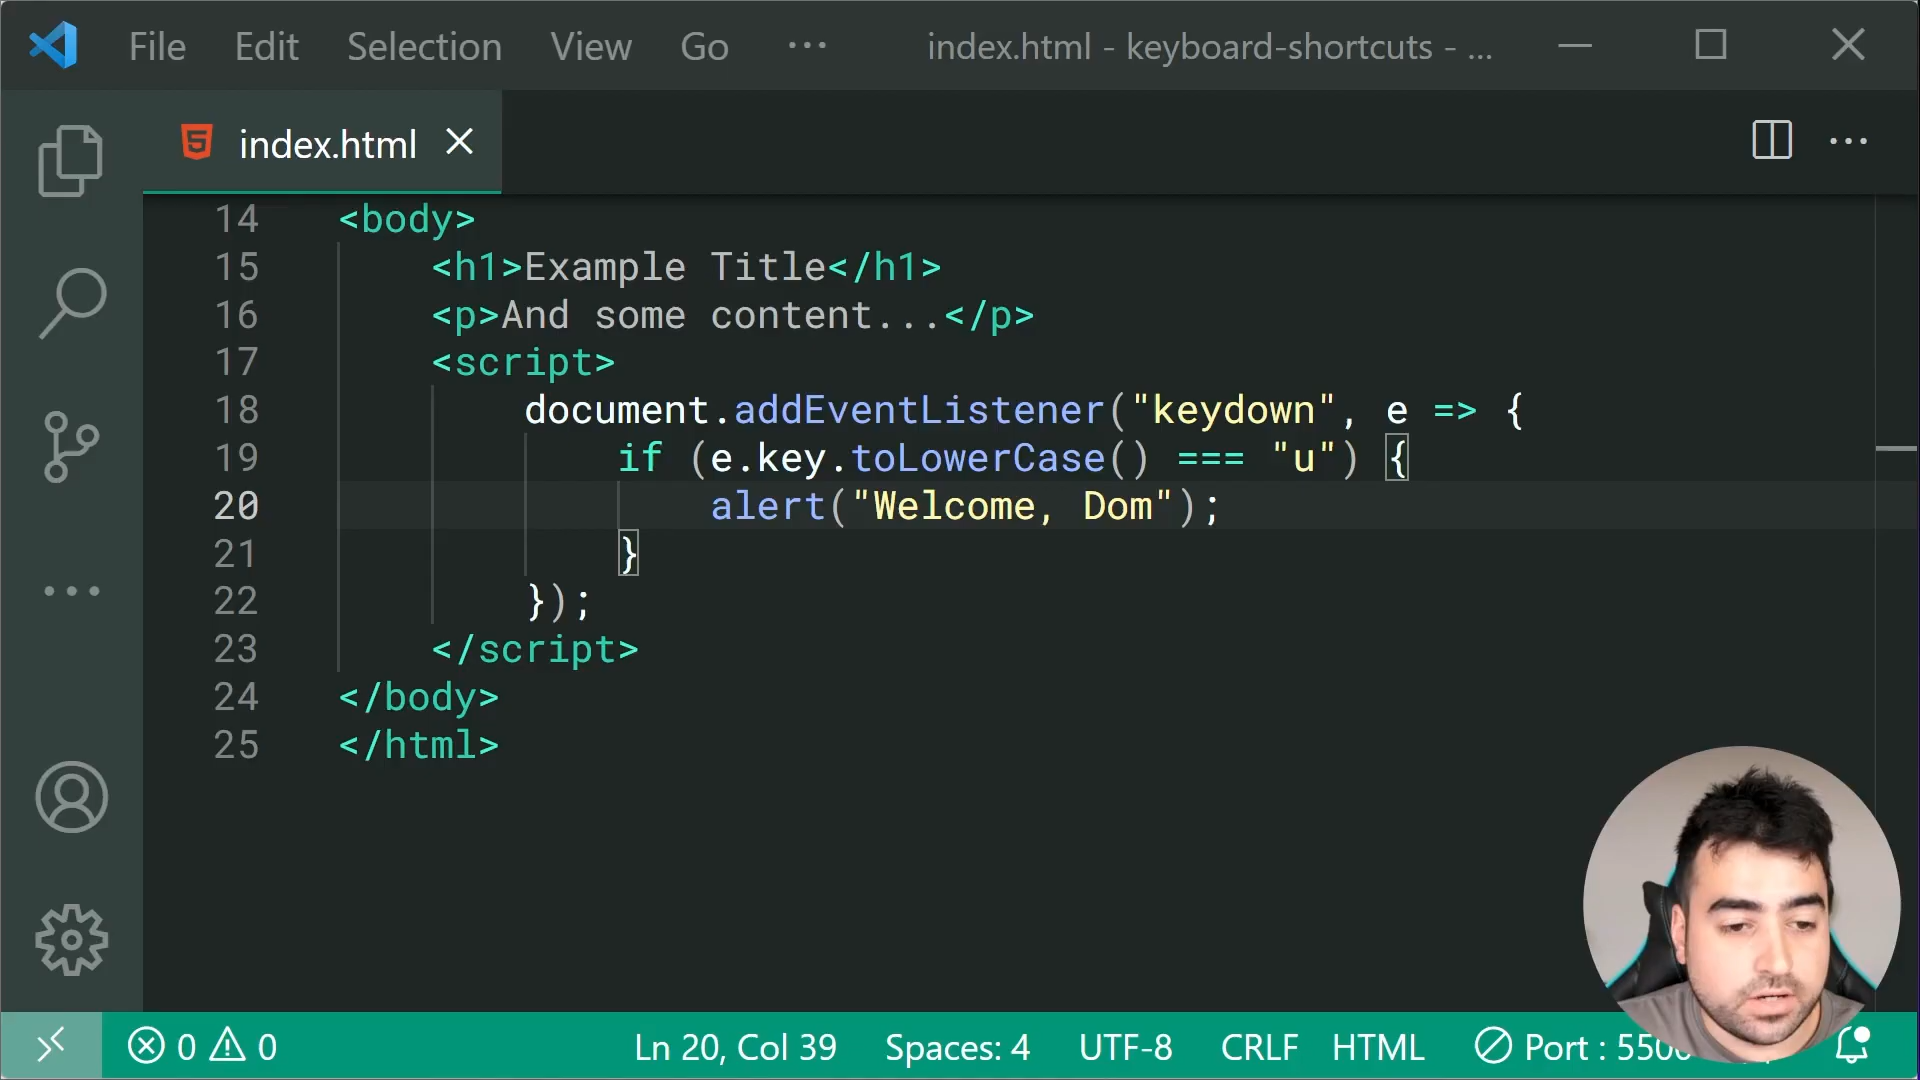 File Edit Selection View Go ··· index.html - keyboard-shortcuts - ...
index.html
14 <body>
15 <h1>Example Title</h1>
16 <p>And some content...</p>
17 <script>
18 document.addEventListener("keydown", e => {
19 if (e.key.toLowerCase() === "u") {
20 alert("Welcome, Dom");
21 }
22 });
23 </script>
24 </body>
25 </html>
0 0 Ln 20, Col 39 Spaces: 4 UTF-8 CRLF HTML Port :